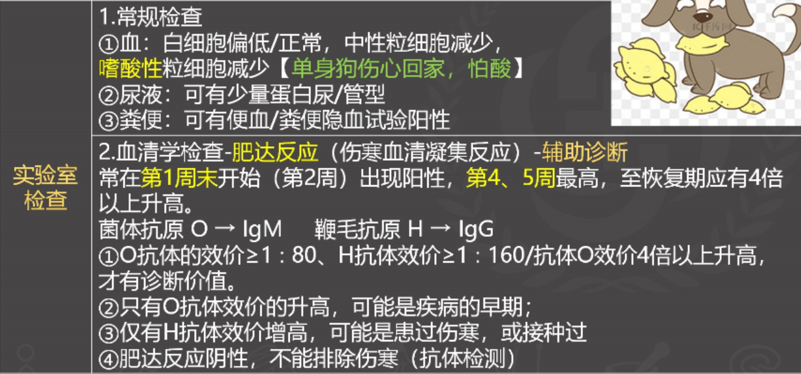 1.常规检查
①血：白细胞偏低/正常，中性粒细胞减少，
嗜酸性粒细胞减少【单身狗伤心回家，怕酸】
②尿液：可有少量蛋白尿/管型
③粪便：可有便血/粪便隐血试验阳性
实验室
检查
2.血清学检查-肥达反应（伤寒血清凝集反应）-辅助诊断
常在第1周末开始（第2周）出现阳性，第4、5周最高，至恢复期应有4倍
以上升高。
菌体抗原 O → IgM 鞭毛抗原 H → IgG
①O抗体的效价≥1：80、H抗体效价≥1：160/抗体O效价4倍以上升高，
才有诊断价值。
②只有O抗体效价的升高，可能是疾病的早期；
③仅有H抗体效价增高，可能是患过伤寒，或接种过
④肥达反应阴性，不能排除伤寒（抗体检测）